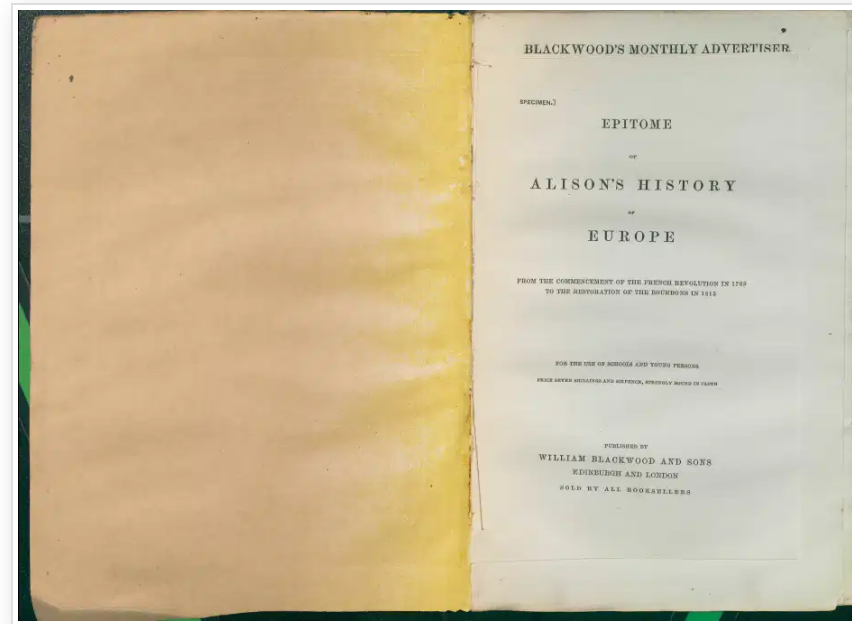 BLACKWOOD'S MONTHLY ADVERTISER.
SPECIMEN.]
EPITOME
OF
ALISON'S HISTORY
OF
EUROPE
FROM THE COMMENCEMENT OF THE FRENCH REVOLUTION IN 1789
TO THE RESTORATION OF THE BOURBONS IN 1815
FOR THE USE OF SCHOOLS AND YOUNG PERSONS.
PRICE SEVEN SHILLINGS AND SIXPENCE, STRONGLY BOUND IN CLOTH
PUBLISHED BY
WILLIAM BLACKWOOD AND SONS
EDINBURGH AND LONDON
SOLD BY ALL BOOKSELLERS